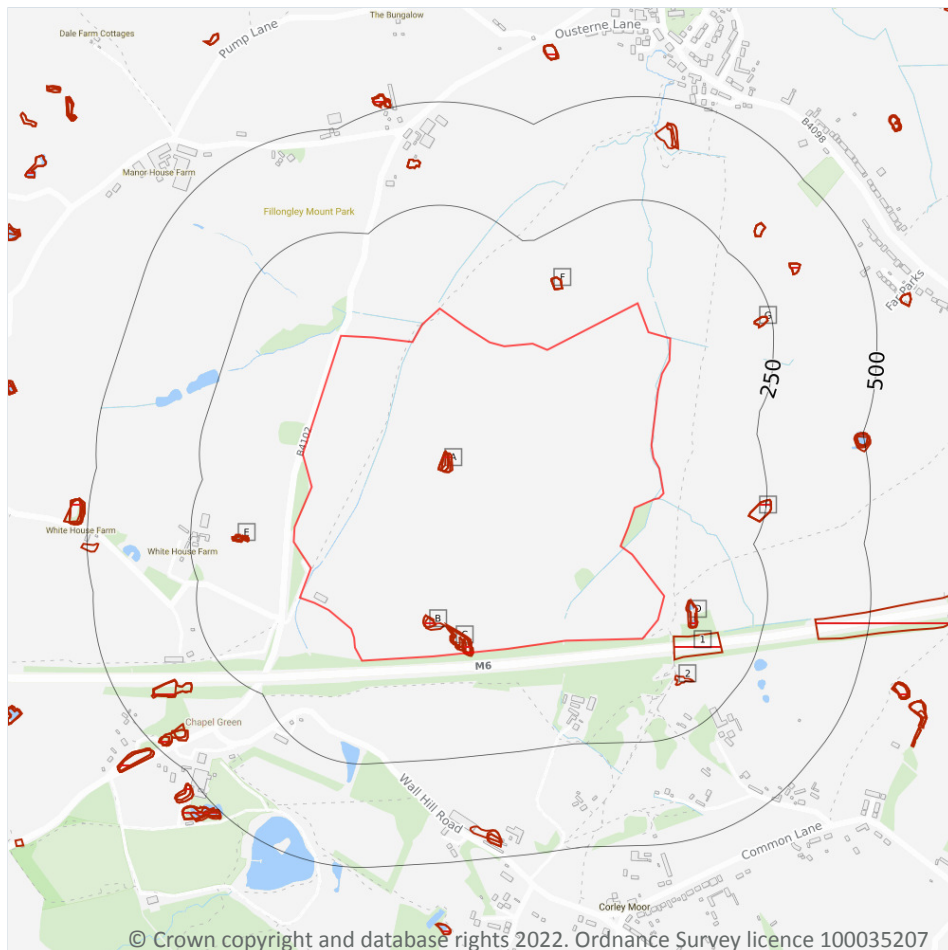 The Bungalow
Ousterne Lane
Dale Farm Cottages
Pump Lane
B4098
Manor House Farm
Fillongley Mount Park
F
Far Parks
G
250
500
B4102
A
White House Farm
E
White House Farm
B
D
C
1
M6
2
Chapel Green
Wall Hill Road
Common Lane
Corley Moor
© Crown copyright and database rights 2022. Ordnance Survey licence 100035207